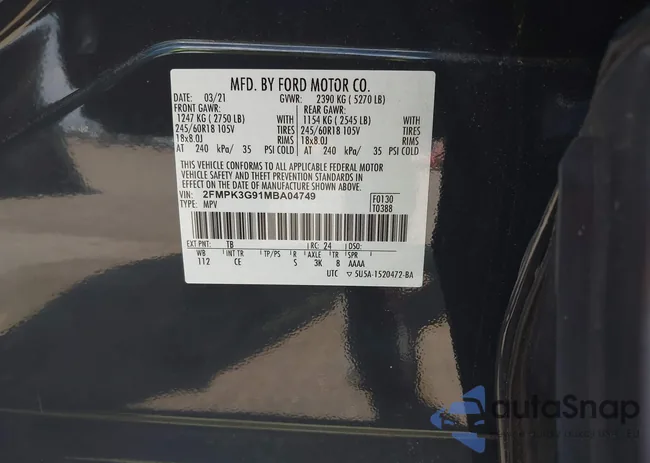 MFD. BY FORD MOTOR CO.
DATE: 03/21 GVWR: 2390 KG ( 5270 LB)
FRONT GAWR: REAR GAWR:
1247 KG ( 2750 LB) WITH 1154 KG ( 2545 LB) WITH
245/60R18 105V TIRES 245/60R18 105V TIRES
18x8.0J RIMS 18x8.0J RIMS
AT 240 kPa/ 35 PSI COLD AT 240 kPa/ 35 PSI COLD
THIS VEHICLE CONFORMS TO ALL APPLICABLE FEDERAL MOTOR
VEHICLE SAFETY AND THEFT PREVENTION STANDARDS IN
EFFECT ON THE DATE OF MANUFACTURE SHOWN ABOVE.
VIN: 2FMPK3G91MBA04749 F0130
TYPE: MPV T0388
EXT PNT: TB RC: 24 DSO:
WB INT TR TP/PS R AXLE TR SPR
112 CE S 3K 8 AAAA
UTC ▽ 5U5A-1520472-BA
autoSnap